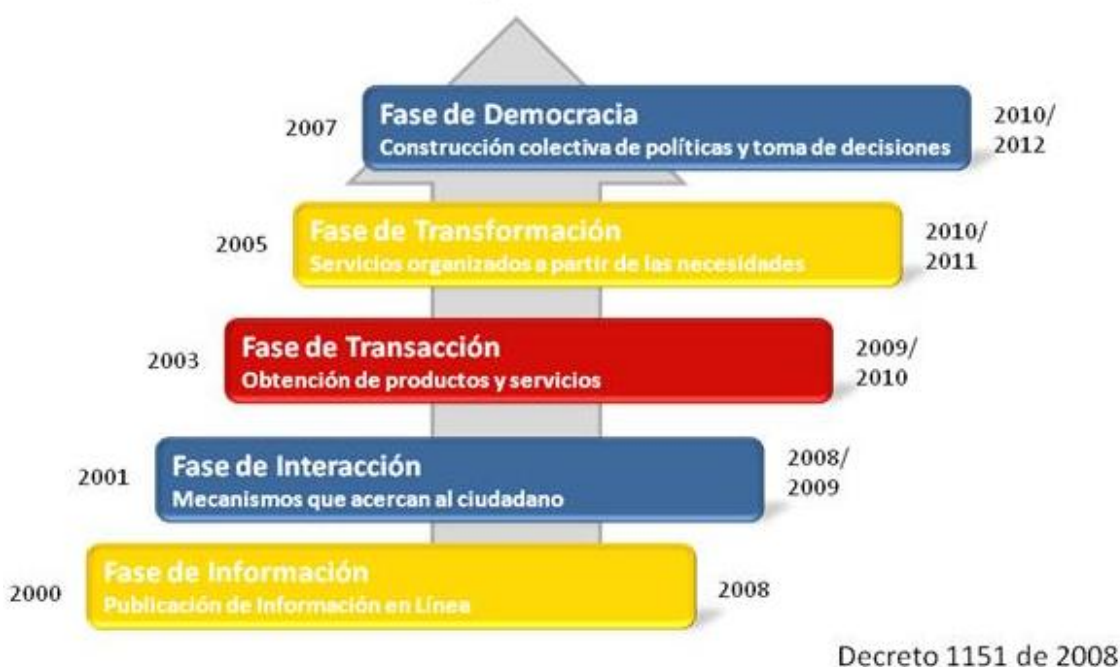 2007
Fase de Democracia
Construcción colectiva de políticas y toma de decisiones
2010/
2012
2005
Fase de Transformación
Servicios organizados a partir de las necesidades
2010/
2011
2003
Fase de Transacción
Obtención de productos y servicios
2009/
2010
2001
Fase de Interacción
Mecanismos que acercan al ciudadano
2008/
2009
2000
Fase de Información
Publicación de Información en Línea
2008
Decreto 1151 de 2008